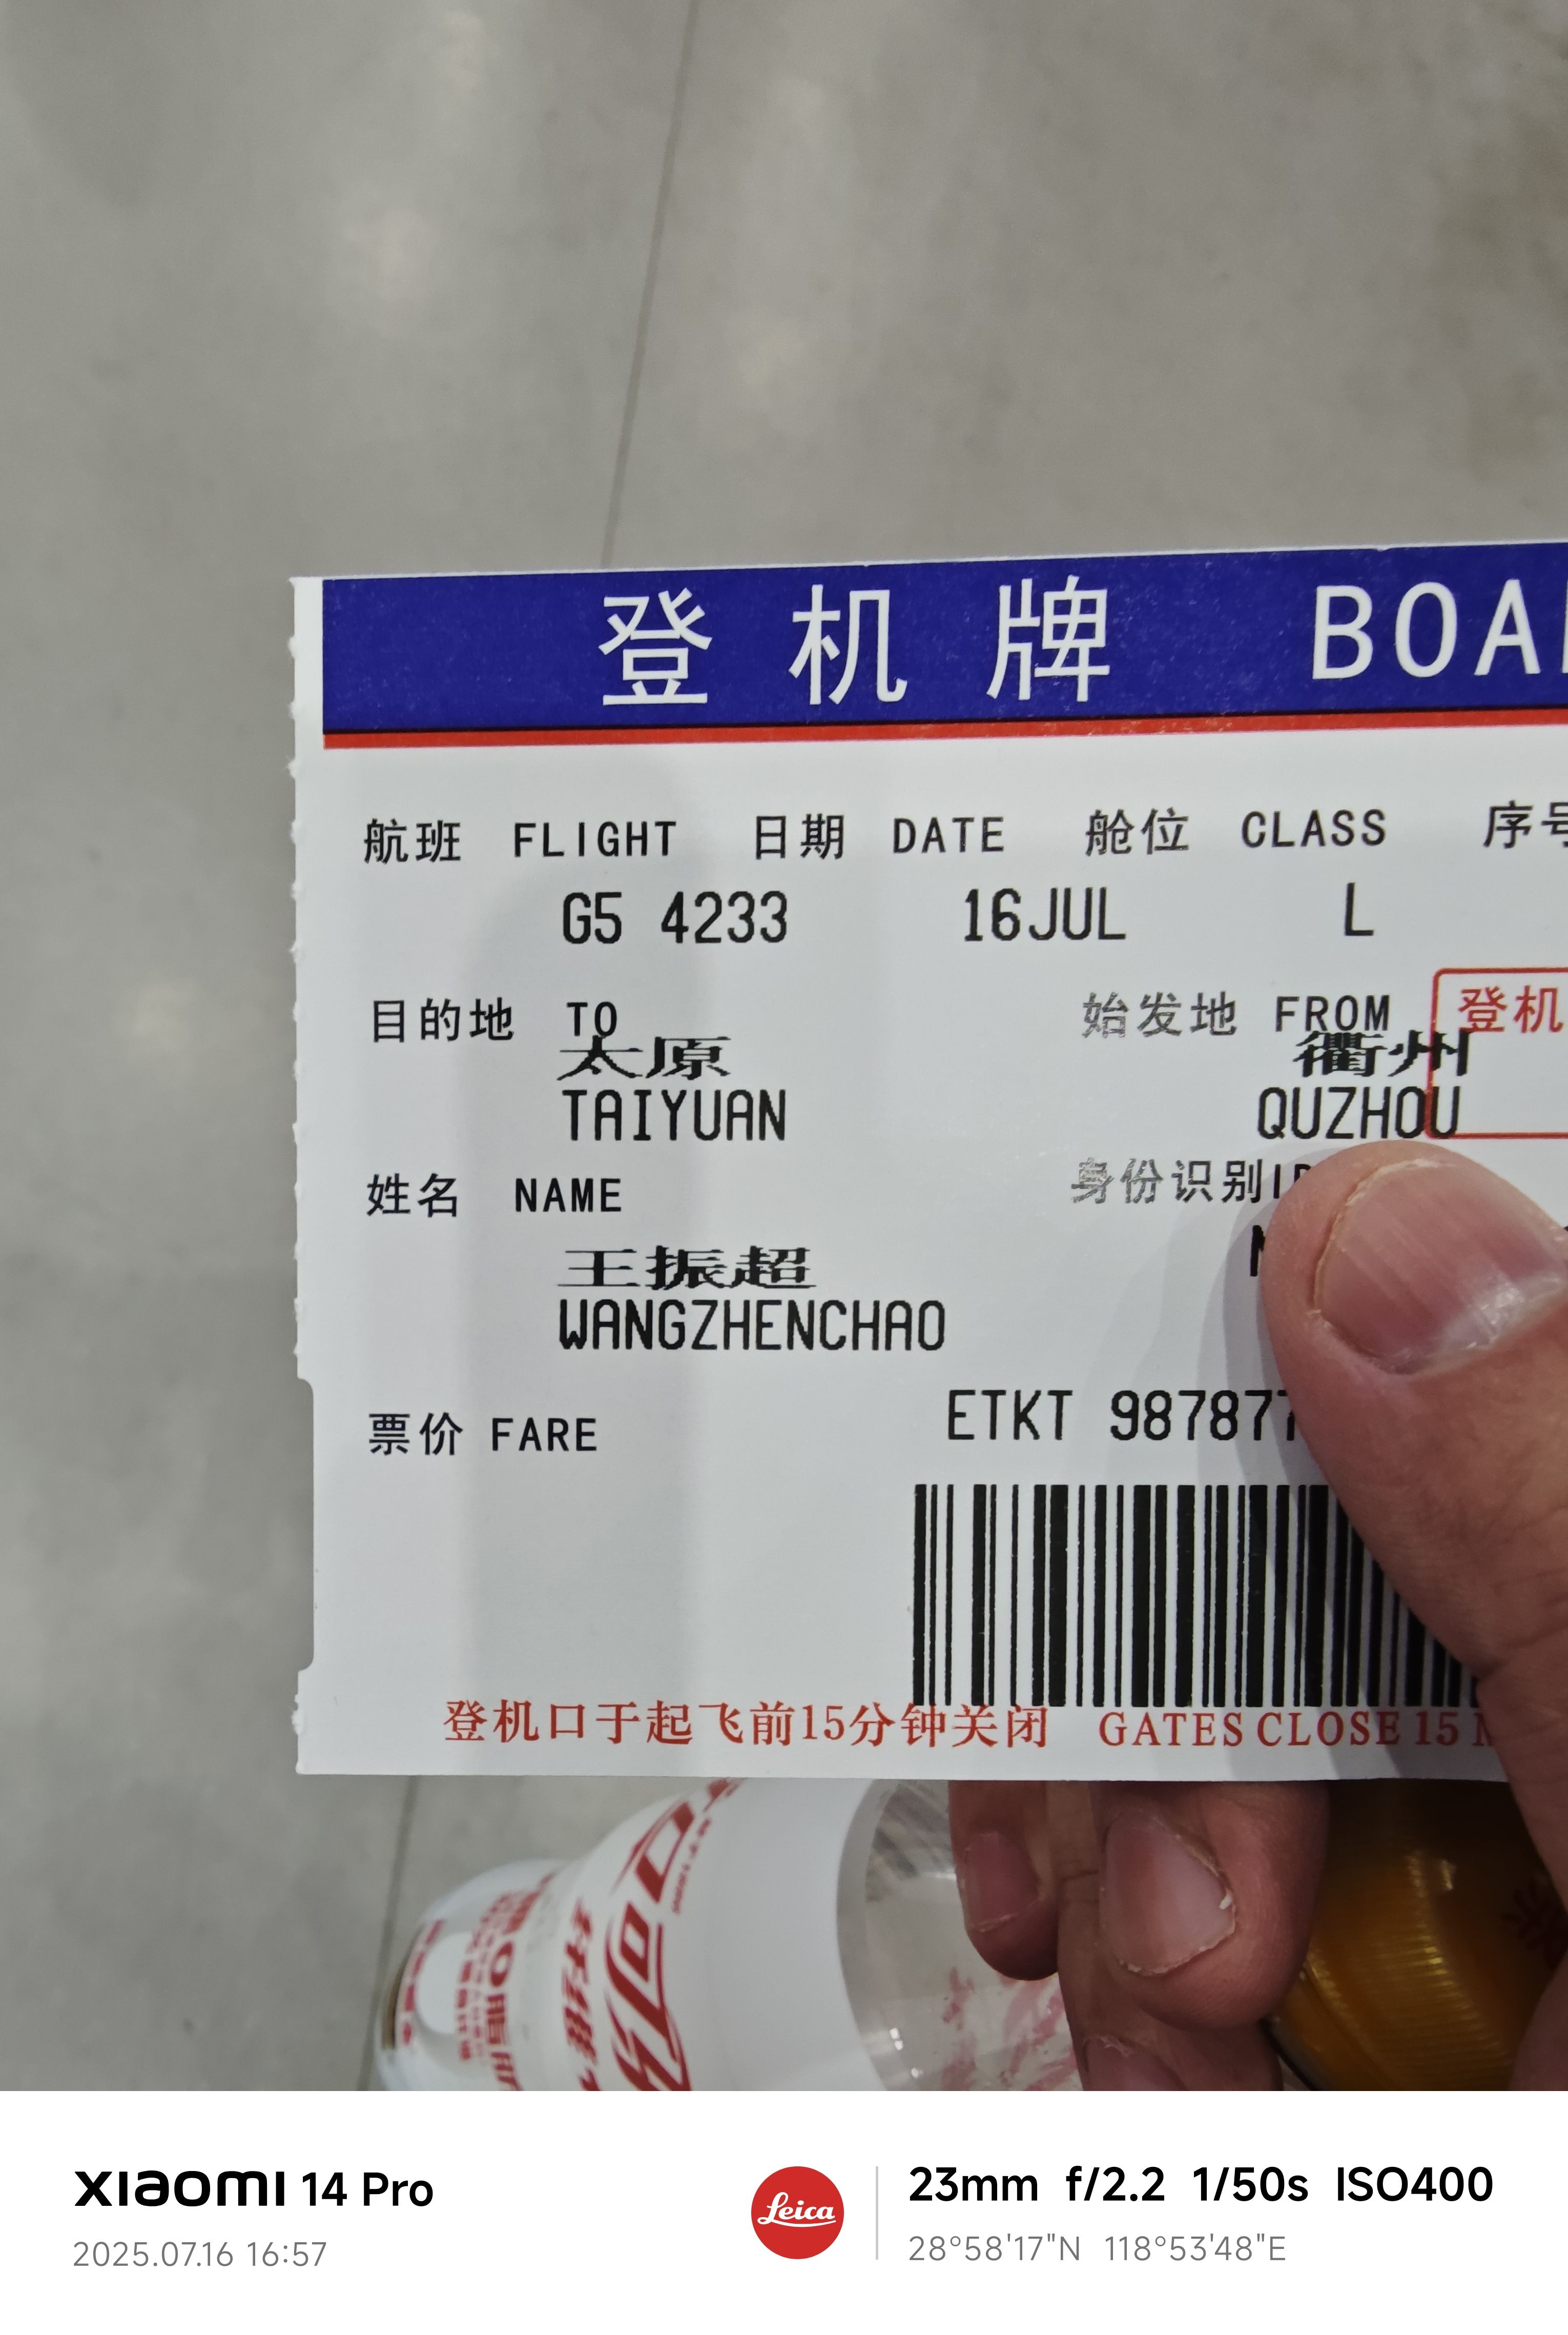 登机牌 BOA
航班 FLIGHT 日期 DATE 舱位 CLASS 序号
G5 4233 16JUL L
目的地 TO 始发地 FROM 登机
太原 衢州
TAIYUAN QUZHOU
姓名 NAME 身份识别
王振超
WANGZHENCHAO
ETKT 987877
票价 FARE
登机口于起飞前15分钟关闭 GATES CLOSE 15
xiaomi 14 Pro
2025.07.16 16:57
Leica
23mm f/2.2 1/50s ISO400
28°58'17"N 118°53'48"E